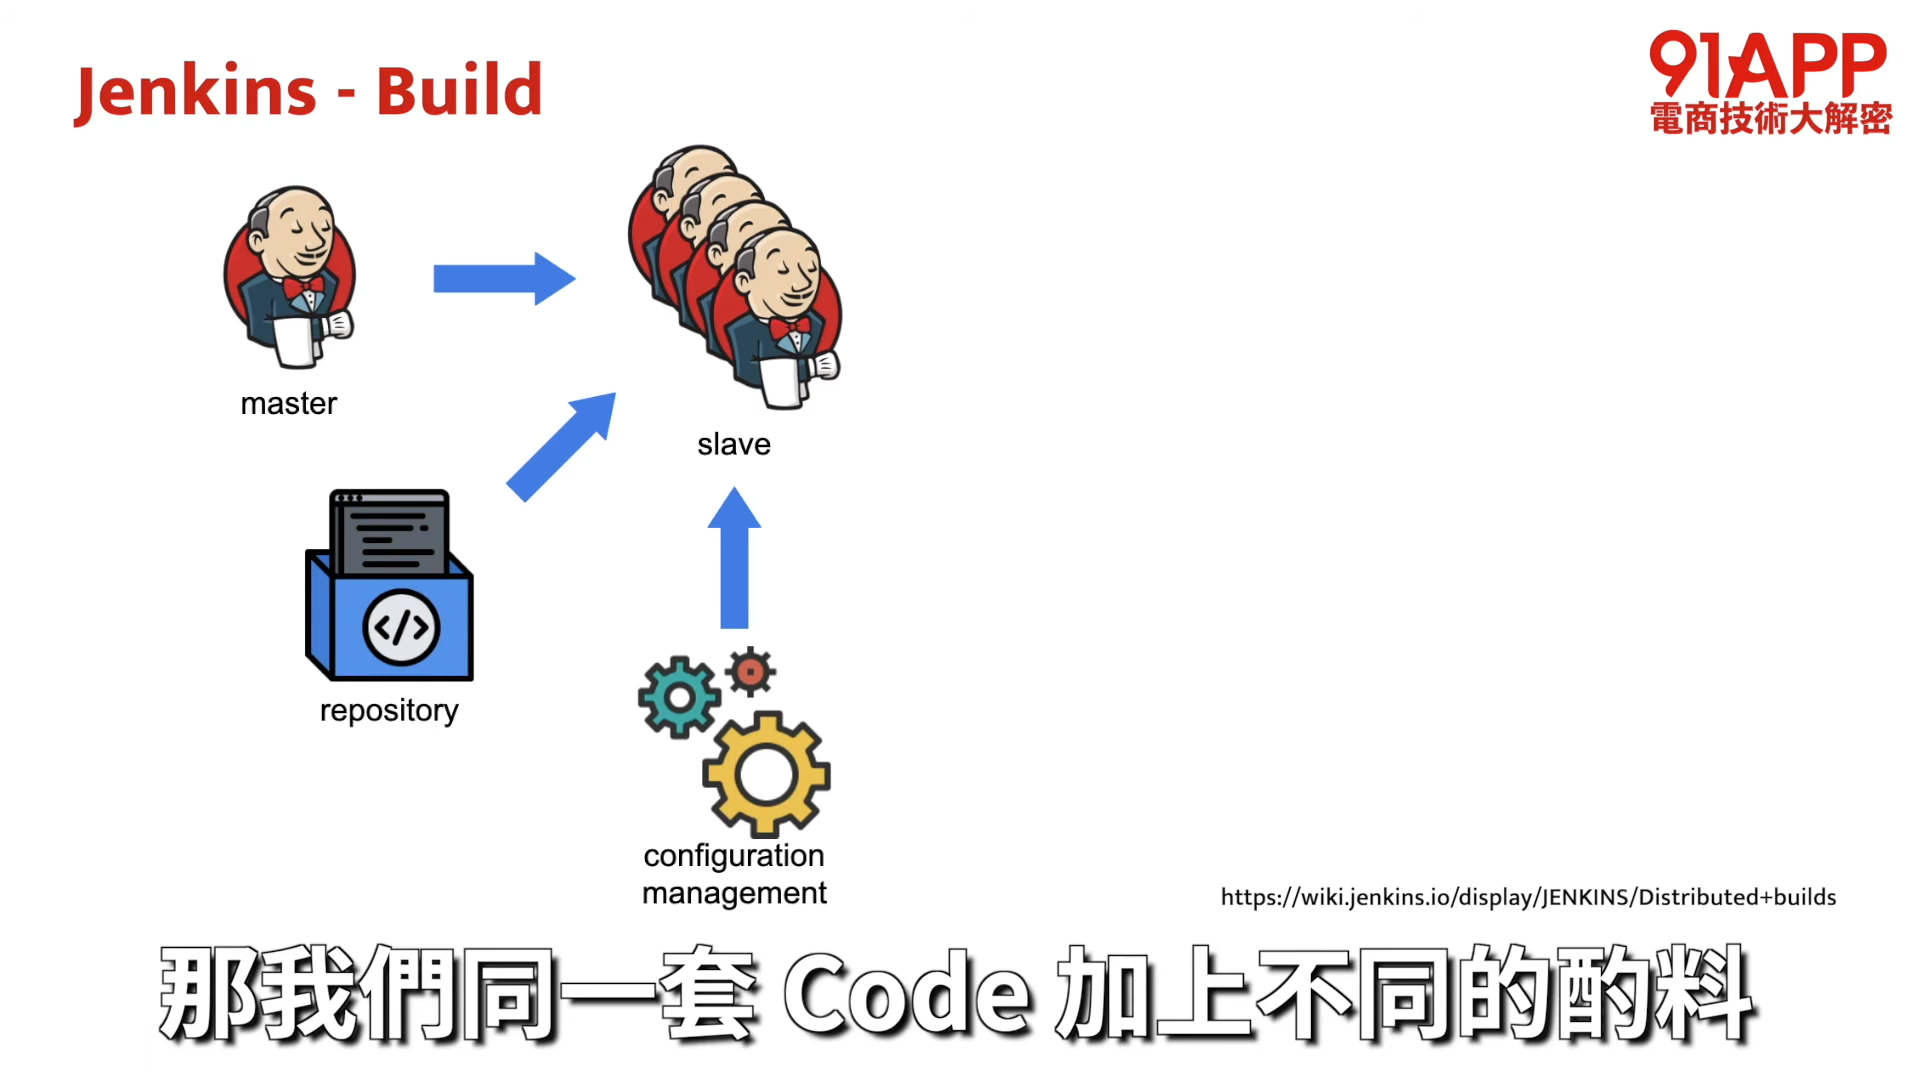 Jenkins - Build
91APP
電商技術大解密
master
slave
repository
</>
configuration
management
https://wiki.jenkins.io/display/JENKINS/Distributed+builds
那我們同一套 Code 加上不同的酌料